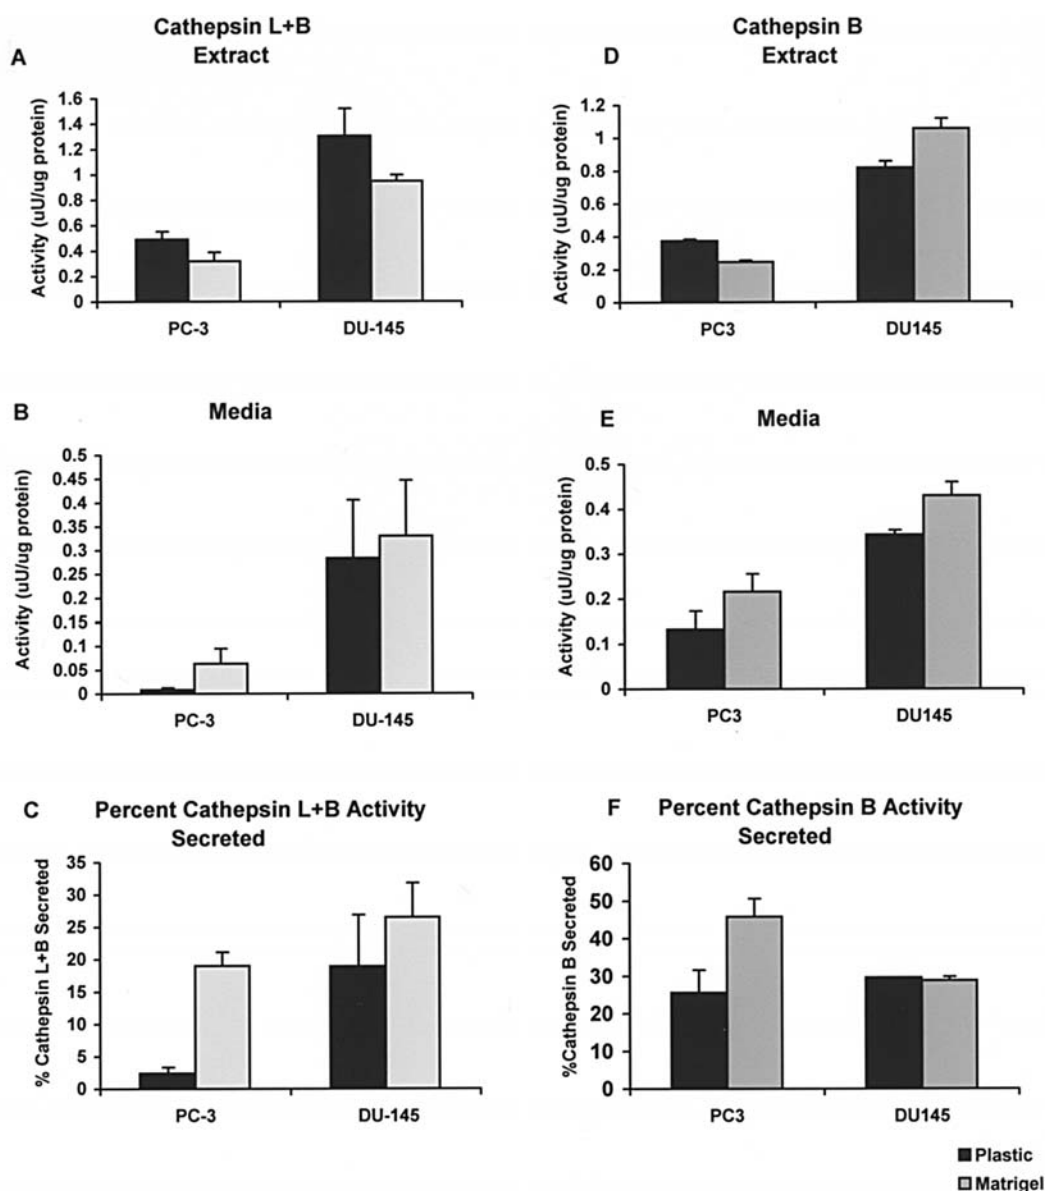 Cathepsin L+B
Extract
A
Activity (uU/ug protein)
1.6
1.4
1.2
1
0.8
0.6
0.4
0.2
0
PC-3
DU-145
Cathepsin B
Extract
D
Activity (uU/ug protein)
1.2
1
0.8
0.6
0.4
0.2
0
PC3
DU145
B
Media
Activity (uU/ug protein)
0.5
0.45
0.4
0.35
0.3
0.25
0.2
0.15
0.1
0.05
0
PC-3
DU-145
E
Media
Activity (uU/ug protein)
0.5
0.4
0.3
0.2
0.1
0
PC3
DU145
C
Percent Cathepsin L+B Activity
Secreted
% Cathepsin L+B Secreted
35
30
25
20
15
10
5
0
PC-3
DU-145
F
Percent Cathepsin B Activity
Secreted
%Cathepsin B Secreted
60
50
40
30
20
10
0
PC3
DU145
Plastic
Matrigel